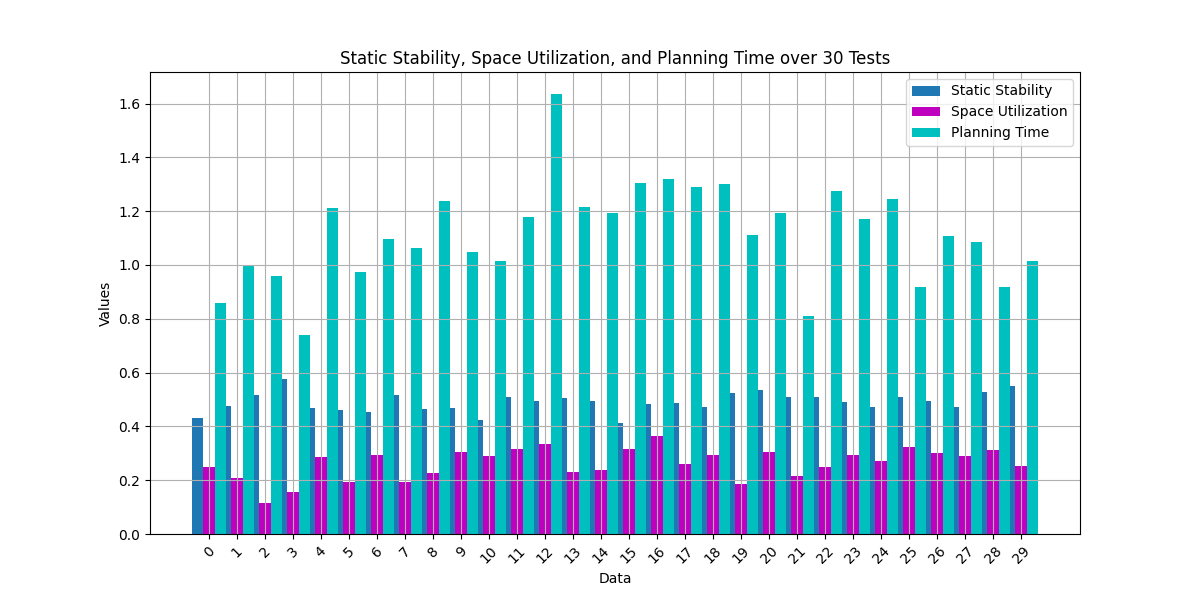 Static Stability, Space Utilization, and Planning Time over 30 Tests
Static Stability
Space Utilization
Planning Time
Values
1.6
1.4
1.2
1.0
0.8
0.6
0.4
0.2
0.0
0 1 2 3 4 5 6 7 8 9 10 11 12 13 14 15 16 17 18 19 20 21 22 23 24 25 26 27 28 29
Data